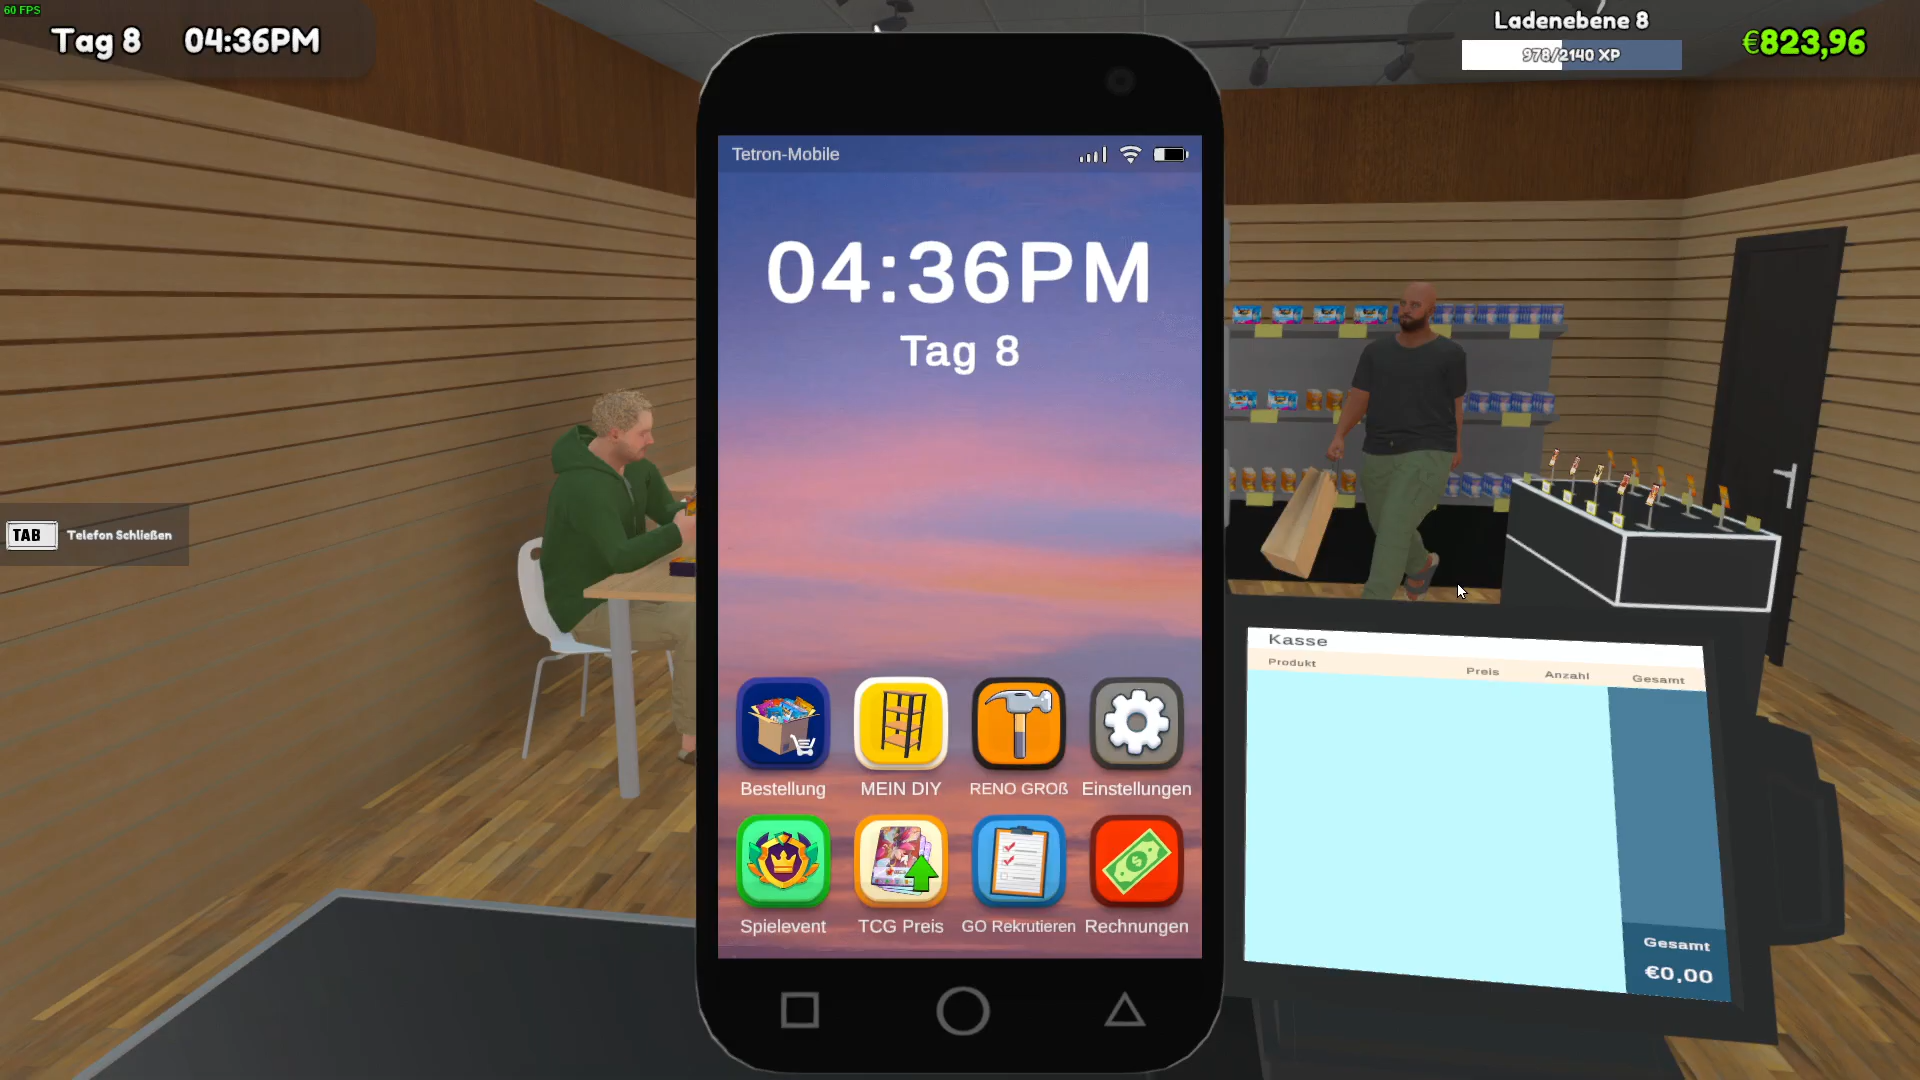 60 FPS
Tag 8 04:36PM
Ladenebene 8
978/2140 XP
€823,96
Tetron-Mobile
04:36PM
Tag 8
TAB Telefon Schließen
Bestellung MEIN DIY RENO GROß Einstellungen
Spielevent TCG Preis GO Rekrutieren Rechnungen
Kasse
Produkt Preis Anzahl Gesamt
Gesamt
€0,00